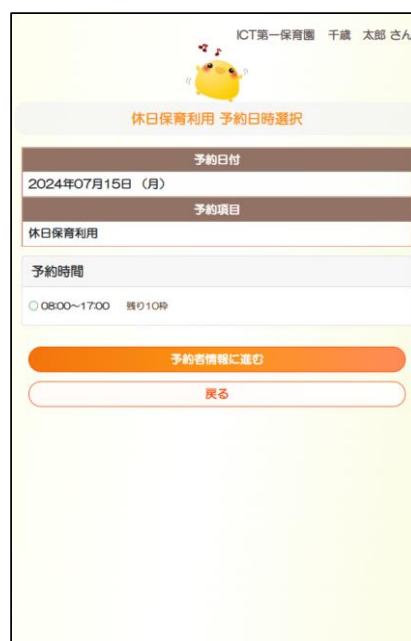 ICT第一保育園　千歳　太郎 さん
休日保育利用 予約日時選択
予約日付
2024年07月15日 （月）
予約項目
休日保育利用
予約時間
08:00～17:00　残り10枠
予約者情報に進む
戻る